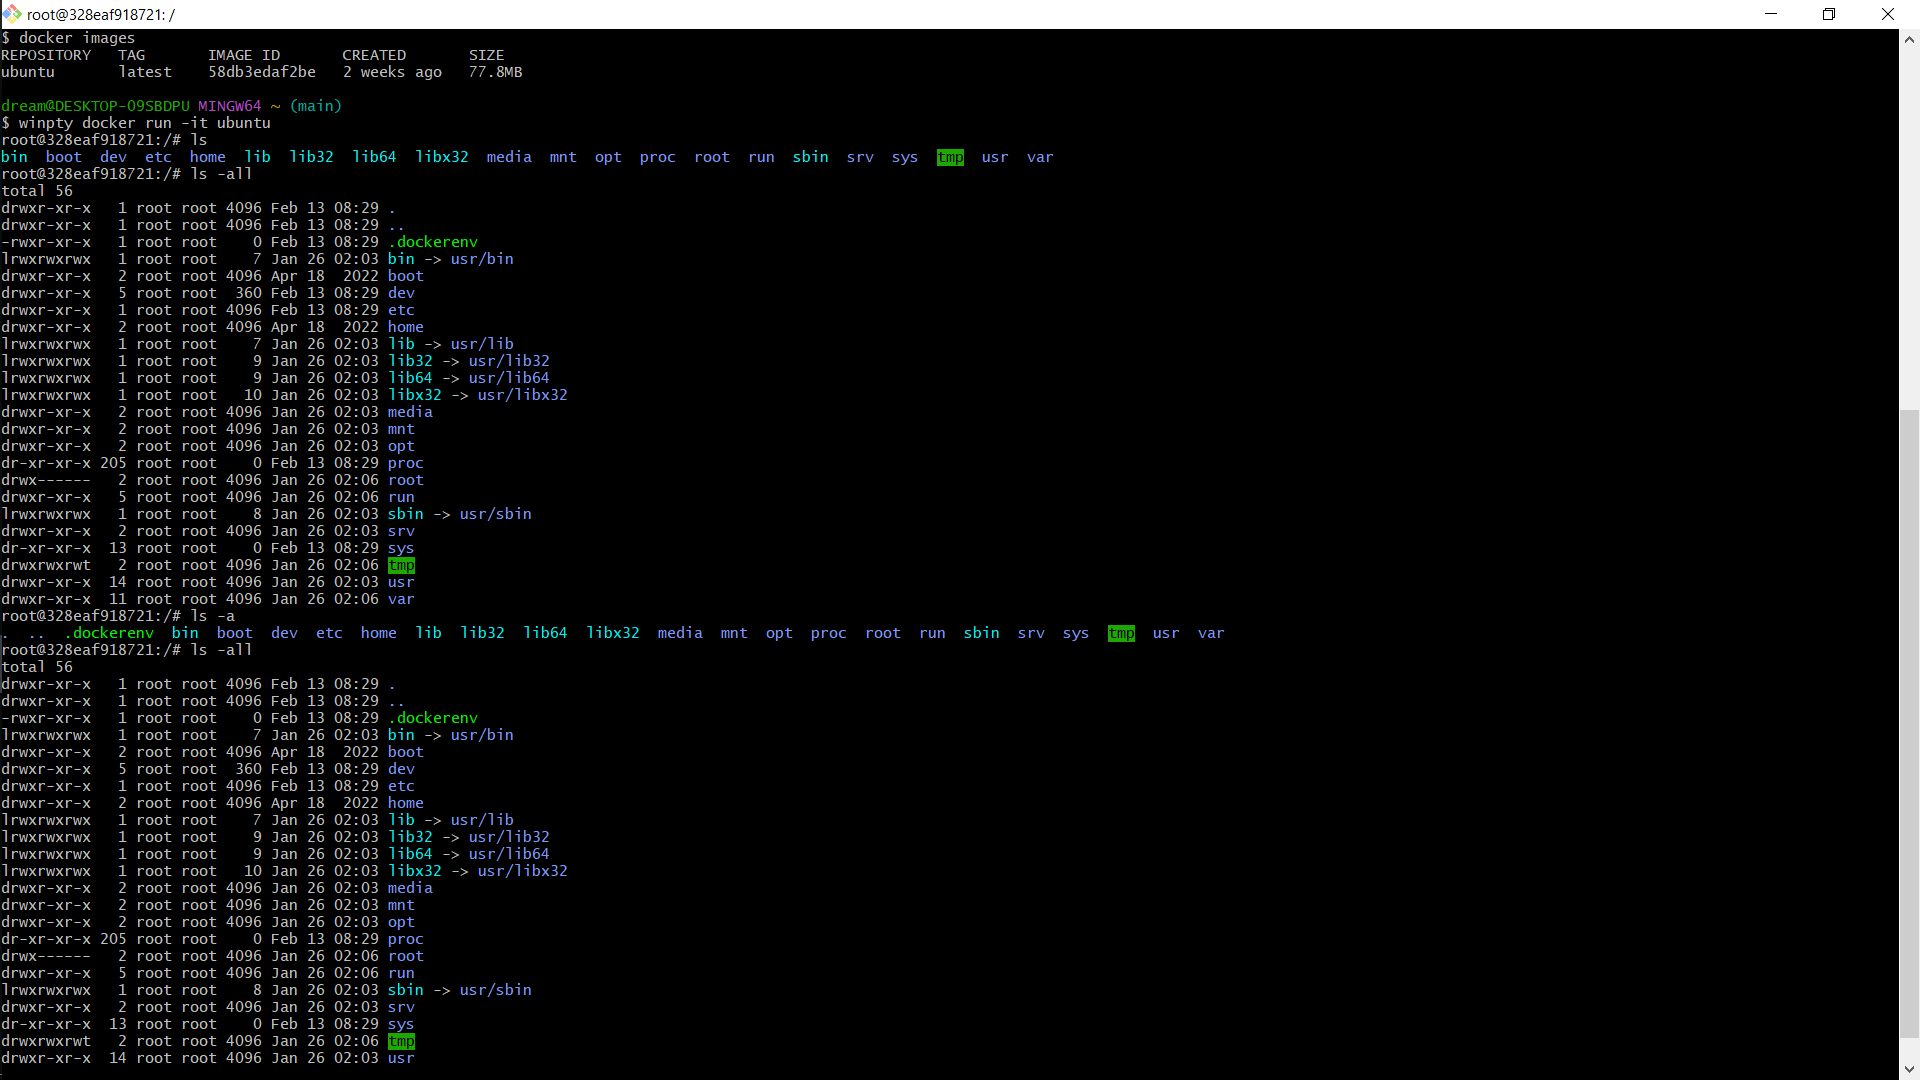 root@328eaf918721: /
$ docker images
REPOSITORY   TAG       IMAGE ID       CREATED       SIZE
ubuntu       latest    58db3edaf2be   2 weeks ago   77.8MB
dream@DESKTOP-O9SBDPU MINGW64 ~ (main)
$ winpty docker run -it ubuntu
root@328eaf918721:/# ls
bin  boot  dev  etc  home  lib  lib32  lib64  libx32  media  mnt  opt  proc  root  run  sbin  srv  sys  tmp  usr  var
root@328eaf918721:/# ls -all
total 56
drwxr-xr-x   1 root root 4096 Feb 13 08:29 .
drwxr-xr-x   1 root root 4096 Feb 13 08:29 ..
-rwxr-xr-x   1 root root    0 Feb 13 08:29 .dockerenv
lrwxrwxrwx   1 root root    7 Jan 26 02:03 bin -> usr/bin
drwxr-xr-x   2 root root 4096 Apr 18  2022 boot
drwxr-xr-x   5 root root  360 Feb 13 08:29 dev
drwxr-xr-x   1 root root 4096 Feb 13 08:29 etc
drwxr-xr-x   2 root root 4096 Apr 18  2022 home
lrwxrwxrwx   1 root root    7 Jan 26 02:03 lib -> usr/lib
lrwxrwxrwx   1 root root    9 Jan 26 02:03 lib32 -> usr/lib32
lrwxrwxrwx   1 root root    9 Jan 26 02:03 lib64 -> usr/lib64
lrwxrwxrwx   1 root root   10 Jan 26 02:03 libx32 -> usr/libx32
drwxr-xr-x   2 root root 4096 Jan 26 02:03 media
drwxr-xr-x   2 root root 4096 Jan 26 02:03 mnt
drwxr-xr-x   2 root root 4096 Jan 26 02:03 opt
dr-xr-xr-x 205 root root    0 Feb 13 08:29 proc
drwx------   2 root root 4096 Jan 26 02:06 root
drwxr-xr-x   5 root root 4096 Jan 26 02:06 run
lrwxrwxrwx   1 root root    8 Jan 26 02:03 sbin -> usr/sbin
drwxr-xr-x   2 root root 4096 Jan 26 02:03 srv
dr-xr-xr-x  13 root root    0 Feb 13 08:29 sys
drwxrwxrwt   2 root root 4096 Jan 26 02:06 tmp
drwxr-xr-x  14 root root 4096 Jan 26 02:03 usr
drwxr-xr-x  11 root root 4096 Jan 26 02:06 var
root@328eaf918721:/# ls -a
.  ..  .dockerenv  bin  boot  dev  etc  home  lib  lib32  lib64  libx32  media  mnt  opt  proc  root  run  sbin  srv  sys  tmp  usr  var
root@328eaf918721:/# ls -all
total 56
drwxr-xr-x   1 root root 4096 Feb 13 08:29 .
drwxr-xr-x   1 root root 4096 Feb 13 08:29 ..
-rwxr-xr-x   1 root root    0 Feb 13 08:29 .dockerenv
lrwxrwxrwx   1 root root    7 Jan 26 02:03 bin -> usr/bin
drwxr-xr-x   2 root root 4096 Apr 18  2022 boot
drwxr-xr-x   5 root root  360 Feb 13 08:29 dev
drwxr-xr-x   1 root root 4096 Feb 13 08:29 etc
drwxr-xr-x   2 root root 4096 Apr 18  2022 home
lrwxrwxrwx   1 root root    7 Jan 26 02:03 lib -> usr/lib
lrwxrwxrwx   1 root root    9 Jan 26 02:03 lib32 -> usr/lib32
lrwxrwxrwx   1 root root    9 Jan 26 02:03 lib64 -> usr/lib64
lrwxrwxrwx   1 root root   10 Jan 26 02:03 libx32 -> usr/libx32
drwxr-xr-x   2 root root 4096 Jan 26 02:03 media
drwxr-xr-x   2 root root 4096 Jan 26 02:03 mnt
drwxr-xr-x   2 root root 4096 Jan 26 02:03 opt
dr-xr-xr-x 205 root root    0 Feb 13 08:29 proc
drwx------   2 root root 4096 Jan 26 02:06 root
drwxr-xr-x   5 root root 4096 Jan 26 02:06 run
lrwxrwxrwx   1 root root    8 Jan 26 02:03 sbin -> usr/sbin
drwxr-xr-x   2 root root 4096 Jan 26 02:03 srv
dr-xr-xr-x  13 root root    0 Feb 13 08:29 sys
drwxrwxrwt   2 root root 4096 Jan 26 02:06 tmp
drwxr-xr-x  14 root root 4096 Jan 26 02:03 usr